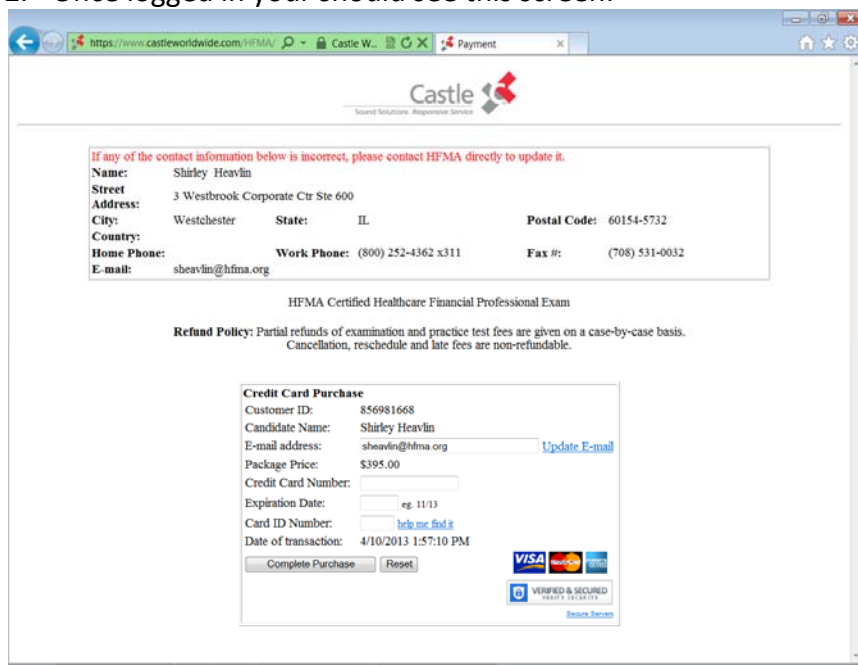 2. Once logged in your should see this screen.
https://www.castleworldwide.com/HFMA/ Castle W... Payment
Castle
Sound Solutions. Responsive Service
If any of the contact information below is incorrect, please contact HFMA directly to update it.
Name: Shirley Heavlin
Street Address: 3 Westbrook Corporate Ctr Ste 600
City: Westchester State: IL Postal Code: 60154-5732
Country:
Home Phone: Work Phone: (800) 252-4362 x311 Fax #: (708) 531-0032
E-mail: sheavlin@hfma.org
HFMA Certified Healthcare Financial Professional Exam
Refund Policy: Partial refunds of examination and practice test fees are given on a case-by-case basis.
Cancellation, reschedule and late fees are non-refundable.
Credit Card Purchase
Customer ID: 856981668
Candidate Name: Shirley Heavlin
E-mail address: sheavlin@hfma.org Update E-mail
Package Price: $395.00
Credit Card Number:
Expiration Date: eg. 11/13
Card ID Number: help me find it
Date of transaction: 4/10/2013 1:57:10 PM
Complete Purchase Reset
VISA MasterCard
VERIFIED & SECURED
VERIFY SECURITY
Secure Servers